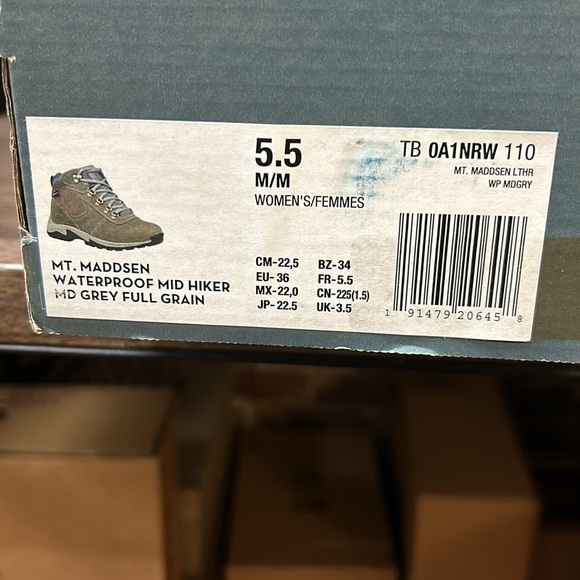 5.5
M/M
WOMEN'S/FEMMES
TB 0A1NRW 110
MT. MADDSEN LTHR
WP MDGRY
MT. MADDSEN
WATERPROOF MID HIKER
MD GREY FULL GRAIN
CM-22,5 BZ-34
EU-36 FR-5.5
MX-22,0 CN-225(1.5)
JP-22.5 UK-3.5
1 91479 20645 8